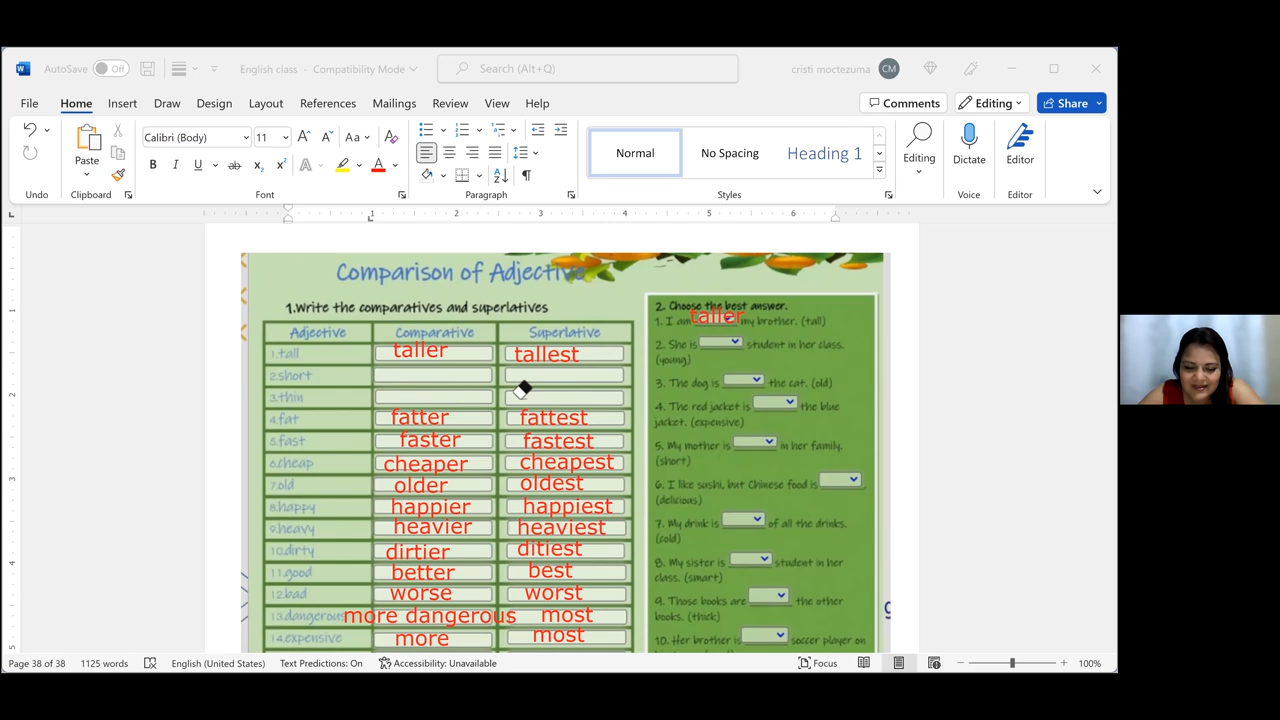 AutoSave Off English class - Compatibility Mode Search (Alt+Q) cristi moctezuma CM
File Home Insert Draw Design Layout References Mailings Review View Help Comments Editing Share
Calibri (Body) 11 Aa
Paste Normal No Spacing Heading 1 Editing Dictate Editor
Undo Clipboard Font Paragraph Styles Voice Editor
1 2 3 4 5 6
Comparison of Adjective
1.Write the comparatives and superlatives
Adjective Comparative Superlative
1.tall taller tallest
2.short
3.thin
4.fat fatter fattest
5.fast faster fastest
6.cheap cheaper cheapest
7.old older oldest
8.happy happier happiest
9.heavy heavier heaviest
10.dirty dirtier ditiest
11.good better best
12.bad worse worst
13.dangerous more dangerous most
14.expensive more most
2. Choose the best answer.
1. I am taller my brother. (tall)
2. She is student in her class.
(young)
3. The dog is the cat. (old)
4. The red jacket is the blue
jacket. (expensive)
5. My mother is in her family.
(short)
6. I like sushi, but Chinese food is .
(delicious)
7. My drink is of all the drinks.
(cold)
8. My sister is student in her
class. (smart)
9. Those books are the other
books. (thick)
10. Her brother is soccer player on
Page 38 of 38 1125 words English (United States) Text Predictions: On Accessibility: Unavailable Focus 100%